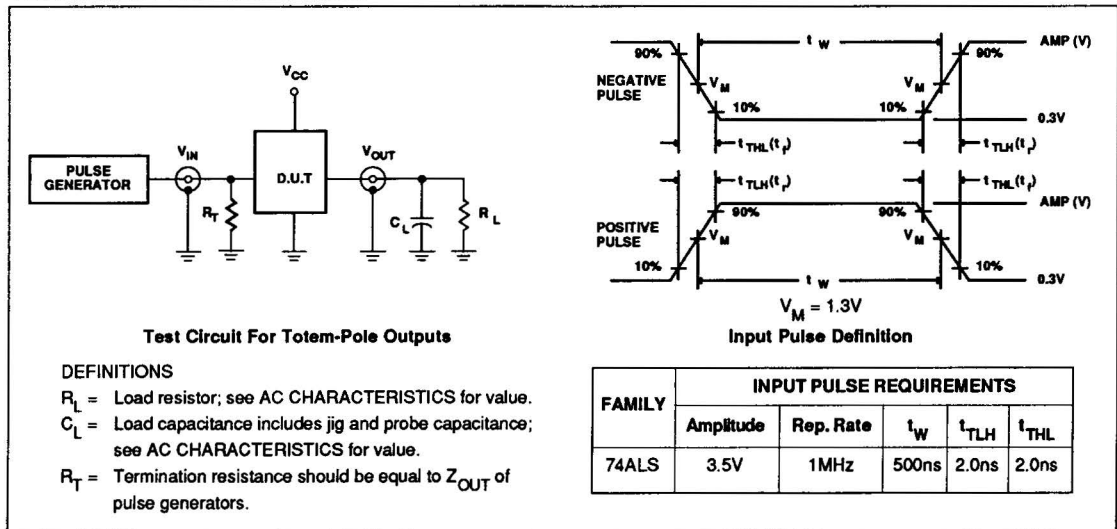 V_CC
V_IN
V_OUT
PULSE GENERATOR
D.U.T
R_T
C_L
R_L
Test Circuit For Totem-Pole Outputs
DEFINITIONS
R_L = Load resistor; see AC CHARACTERISTICS for value.
C_L = Load capacitance includes jig and probe capacitance;
see AC CHARACTERISTICS for value.
R_T = Termination resistance should be equal to Z_OUT of
pulse generators.
90%
t_W
90%
AMP (V)
NEGATIVE
PULSE
V_M
V_M
10%
10%
0.3V
t_THL(t_f)
t_TLH(t_r)
t_TLH(t_r)
t_THL(t_f)
90%
90%
AMP (V)
POSITIVE
PULSE
V_M
V_M
10%
10%
t_W
0.3V
V_M = 1.3V
Input Pulse Definition
FAMILY
INPUT PULSE REQUIREMENTS
Amplitude Rep. Rate t_W t_TLH t_THL
74ALS 3.5V 1MHz 500ns 2.0ns 2.0ns